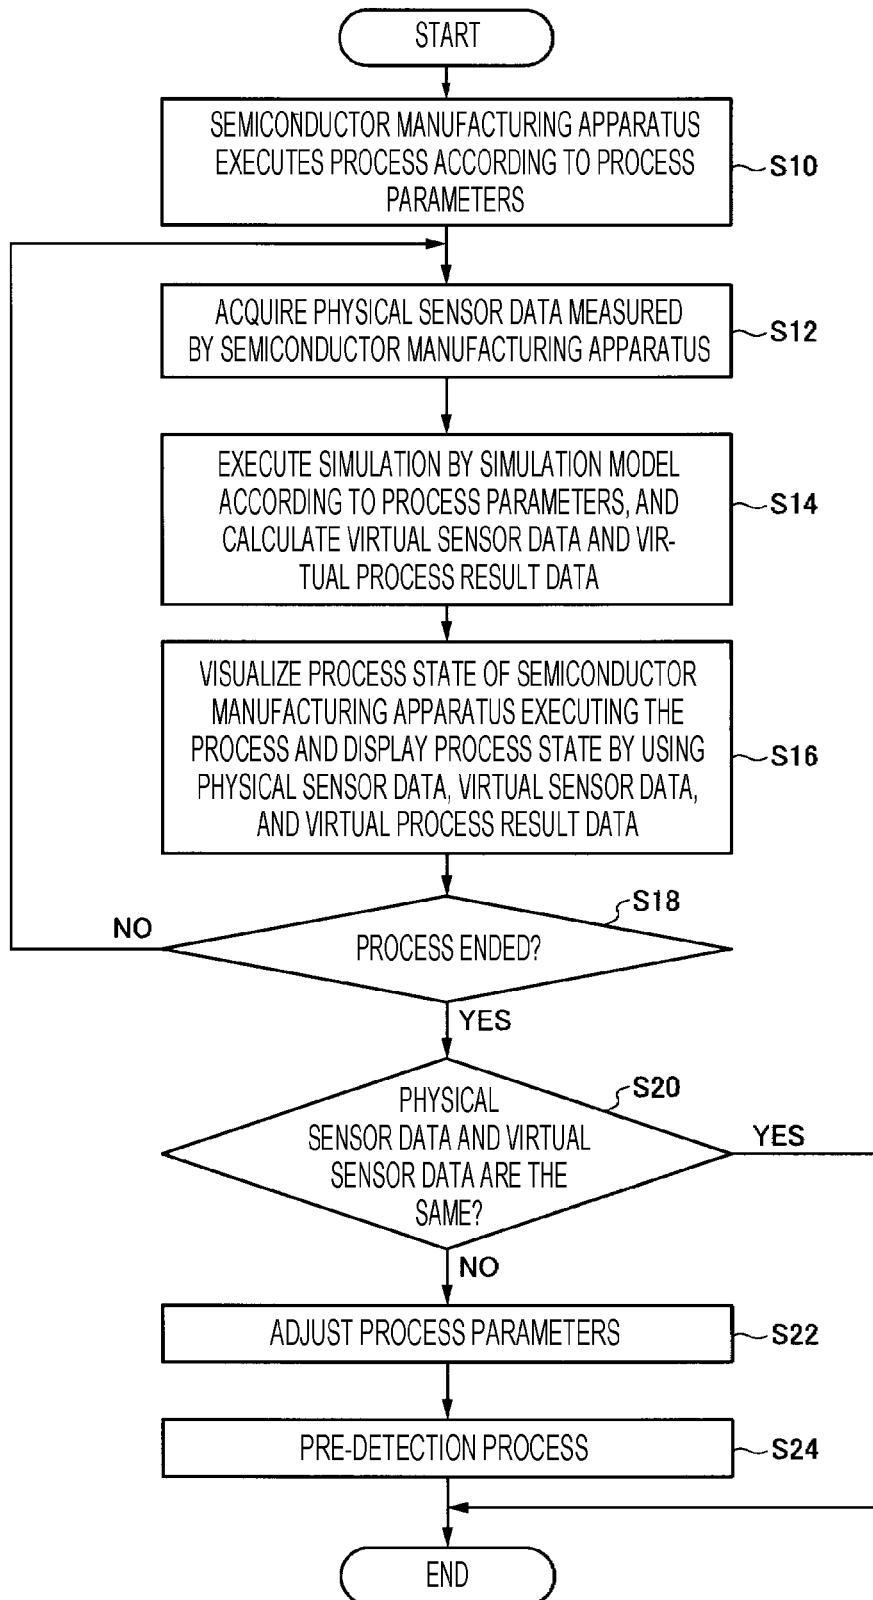 START
SEMICONDUCTOR MANUFACTURING APPARATUS
EXECUTES PROCESS ACCORDING TO PROCESS
PARAMETERS
S10
ACQUIRE PHYSICAL SENSOR DATA MEASURED
BY SEMICONDUCTOR MANUFACTURING APPARATUS
S12
EXECUTE SIMULATION BY SIMULATION MODEL
ACCORDING TO PROCESS PARAMETERS, AND
CALCULATE VIRTUAL SENSOR DATA AND VIR-
TUAL PROCESS RESULT DATA
S14
VISUALIZE PROCESS STATE OF SEMICONDUCTOR
MANUFACTURING APPARATUS EXECUTING THE
PROCESS AND DISPLAY PROCESS STATE BY USING
PHYSICAL SENSOR DATA, VIRTUAL SENSOR DATA,
AND VIRTUAL PROCESS RESULT DATA
S16
S18
NO
PROCESS ENDED?
YES
S20
PHYSICAL
SENSOR DATA AND VIRTUAL
SENSOR DATA ARE THE
SAME?
YES
NO
ADJUST PROCESS PARAMETERS
S22
PRE-DETECTION PROCESS
S24
END